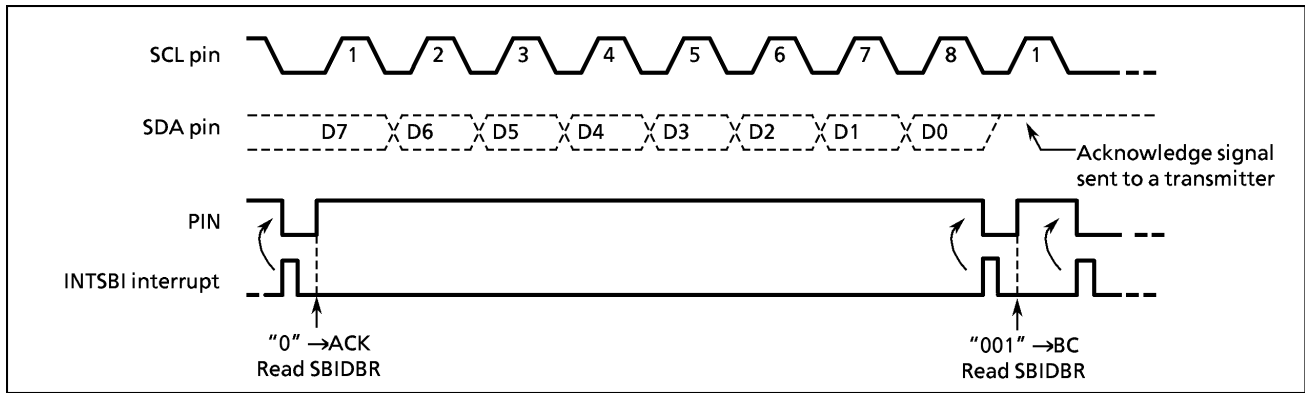 SCL pin
1 2 3 4 5 6 7 8 1
SDA pin
D7 D6 D5 D4 D3 D2 D1 D0
Acknowledge signal
sent to a transmitter
PIN
INTSBI interrupt
"0" →ACK
Read SBIDBR
"001" →BC
Read SBIDBR